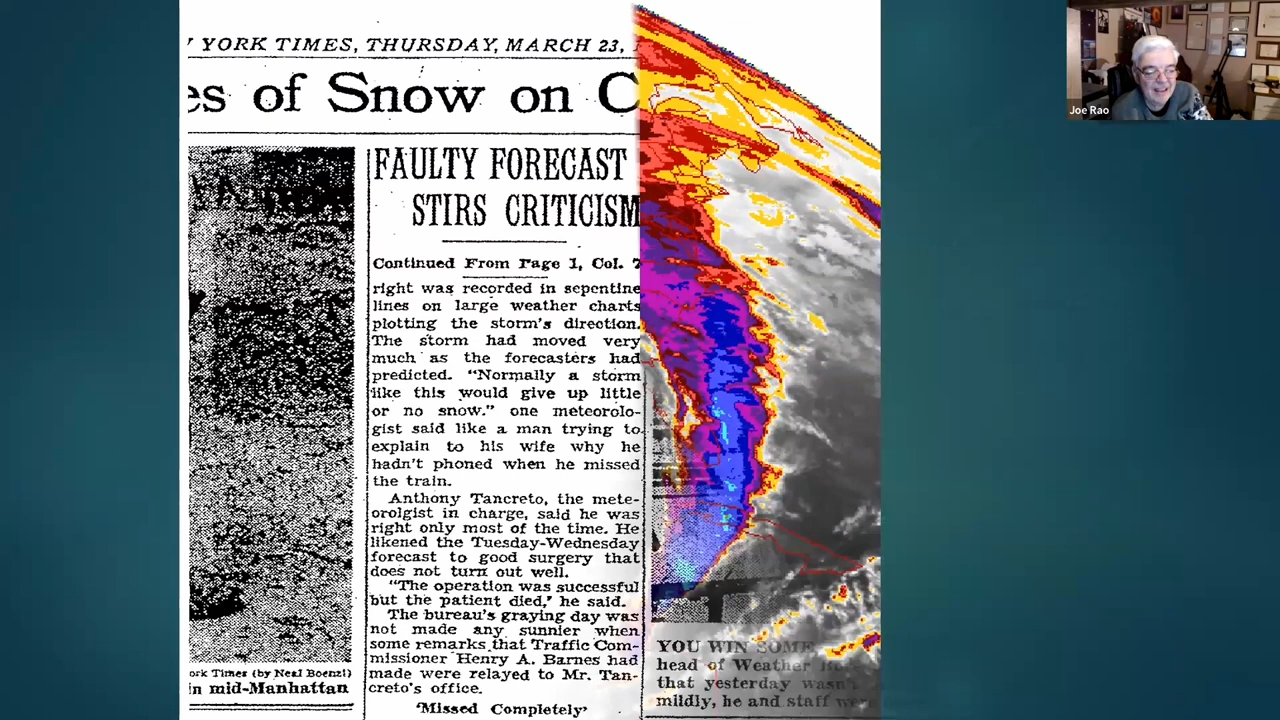 YORK TIMES, THURSDAY, MARCH 23,
es of Snow on C
FAULTY FORECAST
STIRS CRITICISM
Continued From Page 1, Col. 7
right was recorded in sepentine
lines on large weather charts
plotting the storm's direction.
The storm had moved very
much as the forecasters had
predicted. "Normally a storm
like this would give up little
or no snow." one meteorolo-
gist said like a man trying to
explain to his wife why he
hadn't phoned when he missed
the train.
Anthony Tancreto, the mete-
orolgist in charge, said he was
right only most of the time. He
likened the Tuesday-Wednesday
forecast to good surgery that
does not turn out well.
"The operation was successful
but the patient died,' he said.
The bureau's graying day was
not made any sunnier when
some remarks that Traffic Com-
missioner Henry A. Barnes had
made were relayed to Mr. Tan-
creto's office.
'Missed Completely'
ork Times (by Neal Boenzi)
n mid-Manhattan
YOU WIN SOME,
head of Weather
that yesterday wasn't
mildly, he and staff were
Joe Rao